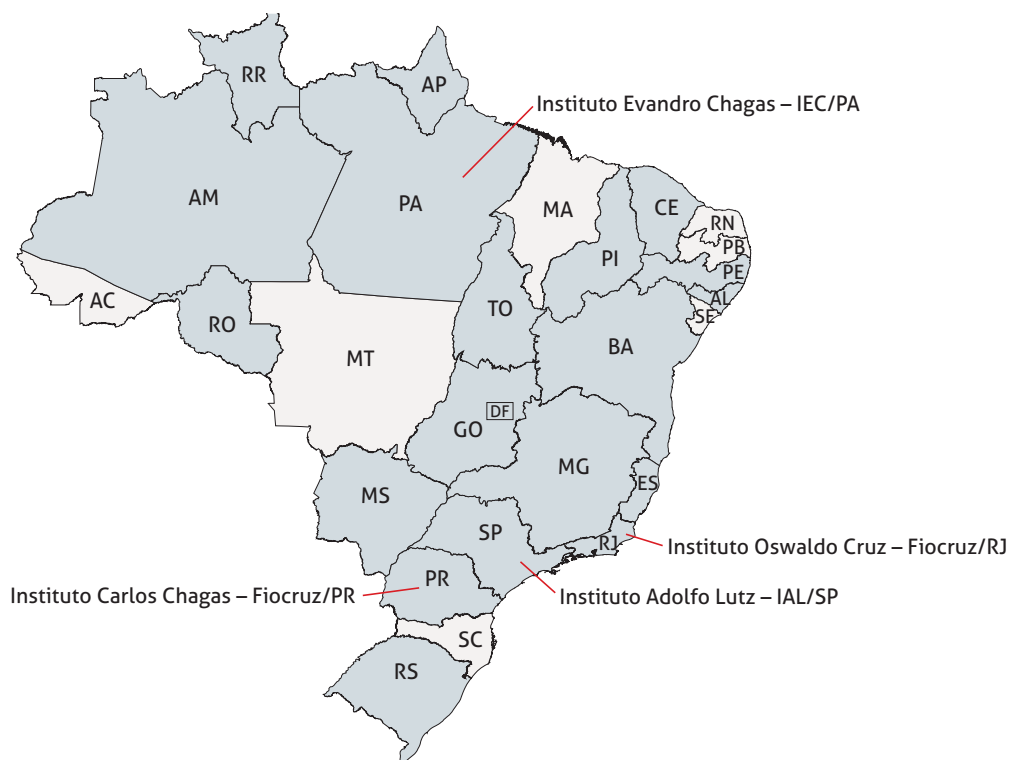 RR
AP
Instituto Evandro Chagas – IEC/PA
AM
PA
MA
CE
RN
PB
PI
PE
AL
SE
AC
TO
RO
BA
MT
DF
GO
MG
ES
MS
SP
RJ
Instituto Oswaldo Cruz – Fiocruz/RJ
PR
Instituto Carlos Chagas – Fiocruz/PR
Instituto Adolfo Lutz – IAL/SP
SC
RS